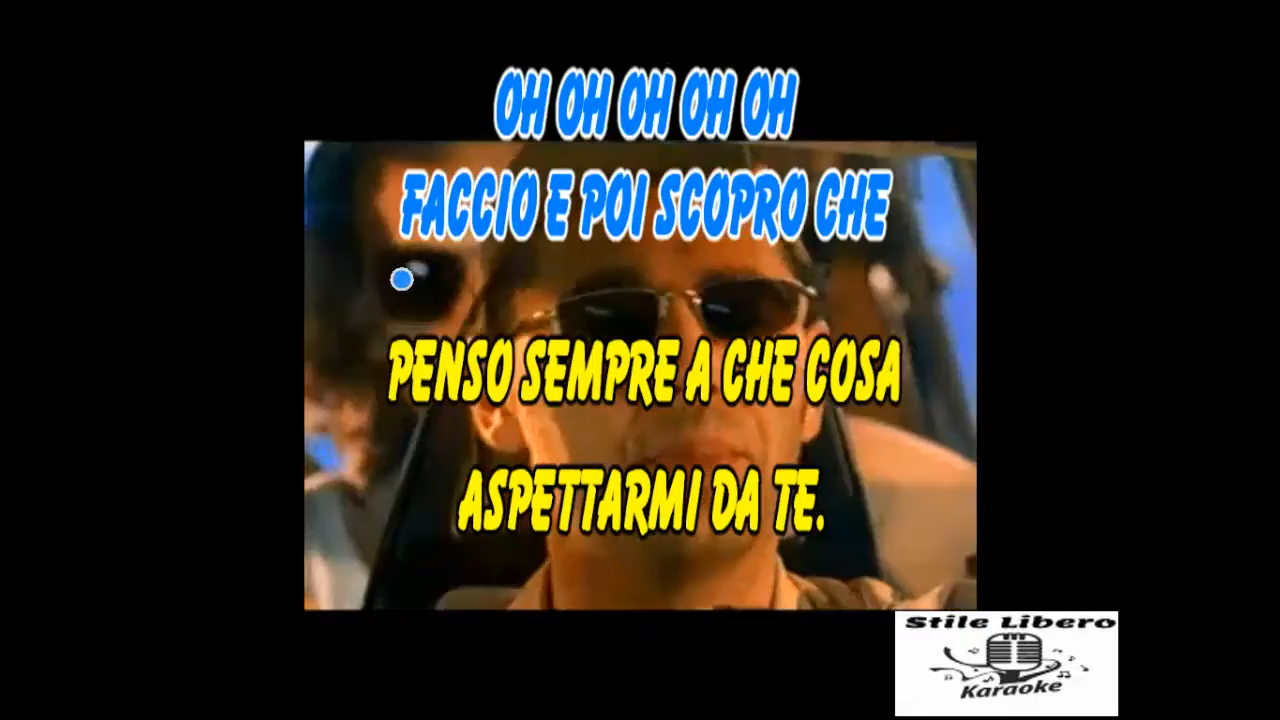 OH OH OH OH OH
FACCIO E POI SCOPRO CHE
PENSO SEMPRE A CHE COSA
ASPETTARMI DA TE.
Stile Libero
Karaoke